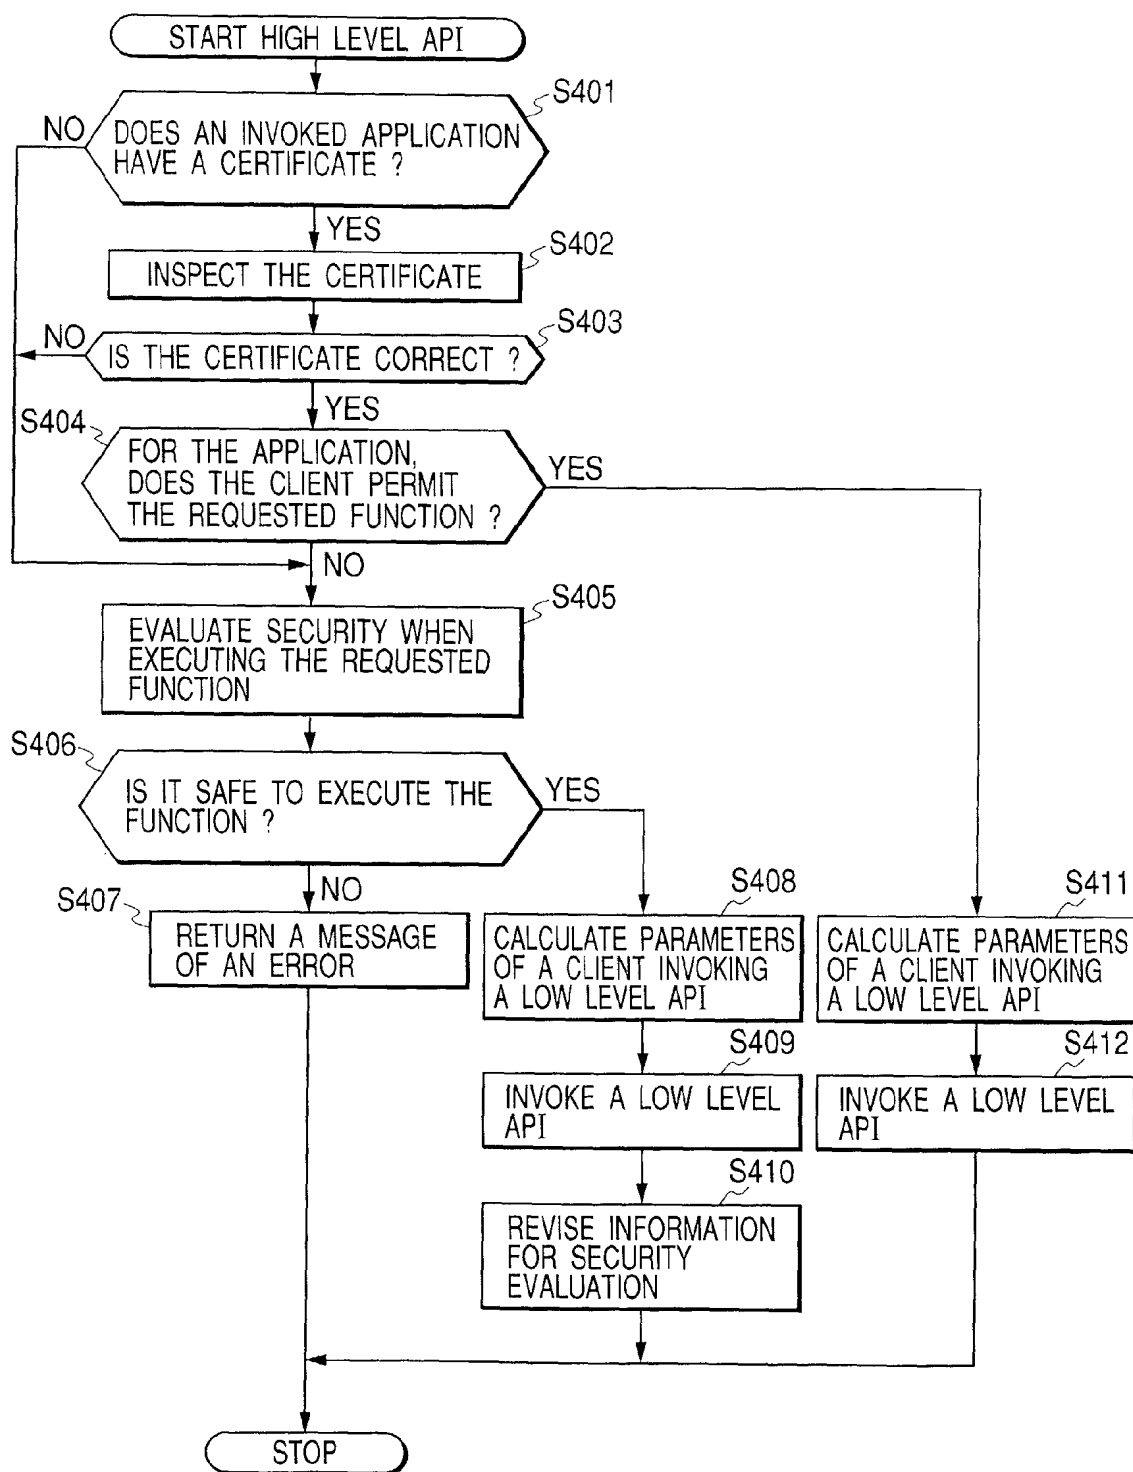 START HIGH LEVEL API
S401
NO
DOES AN INVOKED APPLICATION
HAVE A CERTIFICATE ?
YES
S402
INSPECT THE CERTIFICATE
S403
NO
IS THE CERTIFICATE CORRECT ?
YES
S404
FOR THE APPLICATION,
DOES THE CLIENT PERMIT
THE REQUESTED FUNCTION ?
YES
NO
S405
EVALUATE SECURITY WHEN
EXECUTING THE REQUESTED
FUNCTION
S406
IS IT SAFE TO EXECUTE THE
FUNCTION ?
YES
NO
S407
RETURN A MESSAGE
OF AN ERROR
S408
CALCULATE PARAMETERS
OF A CLIENT INVOKING
A LOW LEVEL API
S411
CALCULATE PARAMETERS
OF A CLIENT INVOKING
A LOW LEVEL API
S409
INVOKE A LOW LEVEL
API
S412
INVOKE A LOW LEVEL
API
S410
REVISE INFORMATION
FOR SECURITY
EVALUATION
STOP